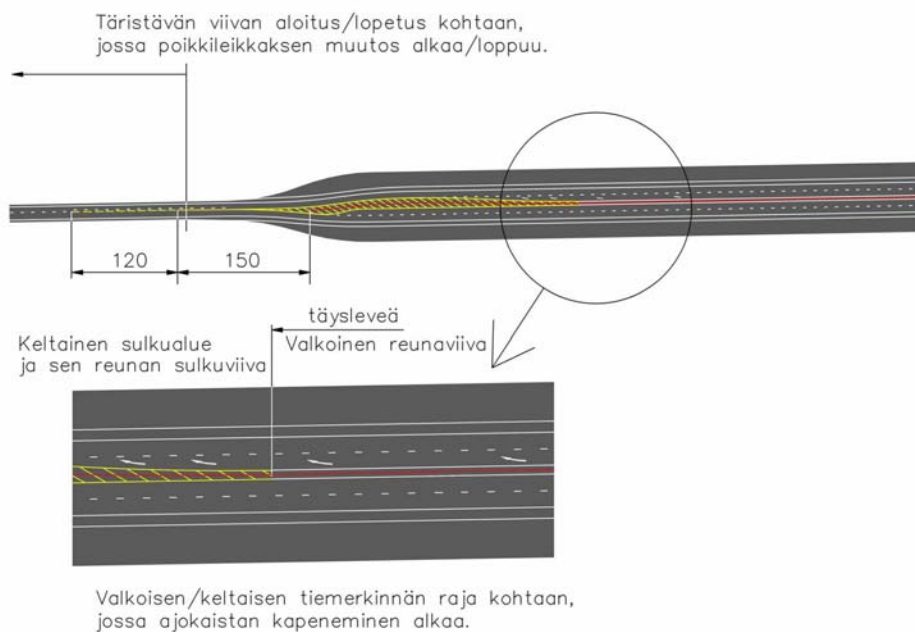 Täristävän viivan aloitus/lopetus kohtaan,
jossa poikkileikkaksen muutos alkaa/loppuu.
120
150
täysleveä
Keltainen sulkualue
ja sen reunan sulkuviiva
Valkoinen reunaviiva
Valkoisen/keltaisen tiemerkinnän raja kohtaan,
jossa ajokaistan kapeneminen alkaa.